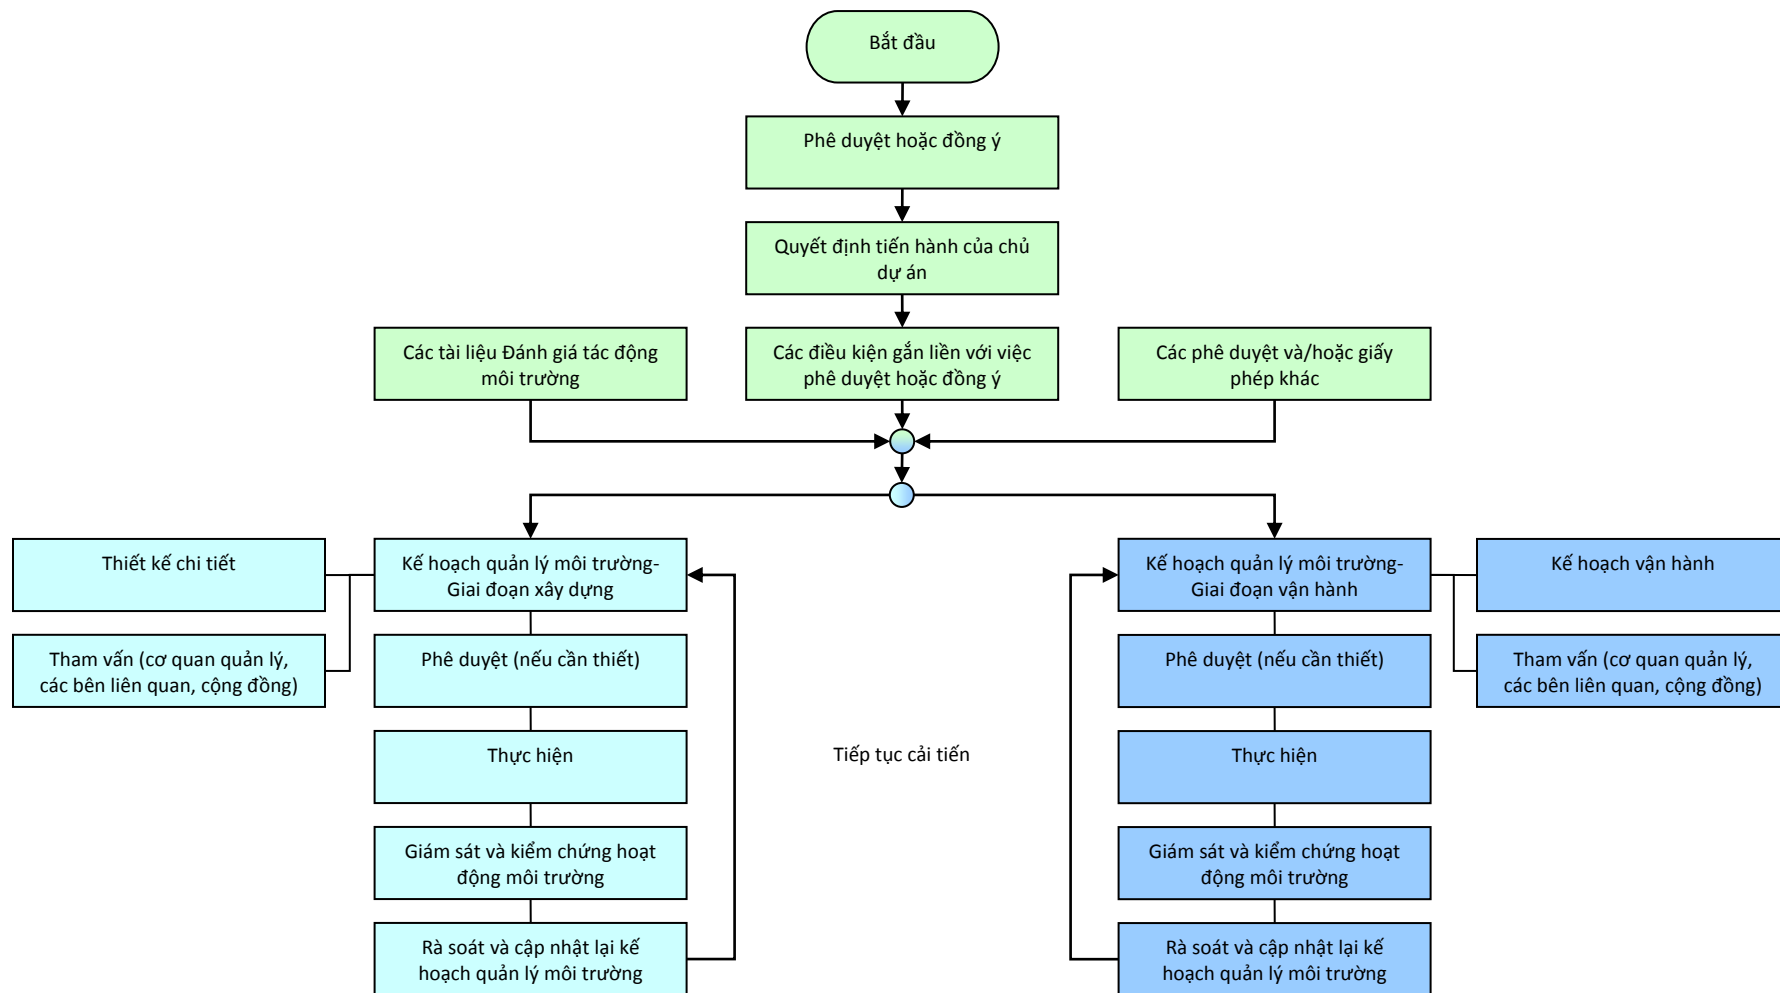 Bắt đầu
Phê duyệt hoặc đồng ý
Quyết định tiến hành của chủ
dự án
Các tài liệu Đánh giá tác động
môi trường
Các điều kiện gắn liền với việc
phê duyệt hoặc đồng ý
Các phê duyệt và/hoặc giấy
phép khác
Thiết kế chi tiết
Kế hoạch quản lý môi trường-
Giai đoạn xây dựng
Kế hoạch quản lý môi trường-
Giai đoạn vận hành
Kế hoạch vận hành
Tham vấn (cơ quan quản lý,
các bên liên quan, cộng đồng)
Phê duyệt (nếu cần thiết)
Phê duyệt (nếu cần thiết)
Tham vấn (cơ quan quản lý,
các bên liên quan, cộng đồng)
Thực hiện
Tiếp tục cải tiến
Thực hiện
Giám sát và kiểm chứng hoạt
động môi trường
Giám sát và kiểm chứng hoạt
động môi trường
Rà soát và cập nhật lại kế
hoạch quản lý môi trường
Rà soát và cập nhật lại kế
hoạch quản lý môi trường